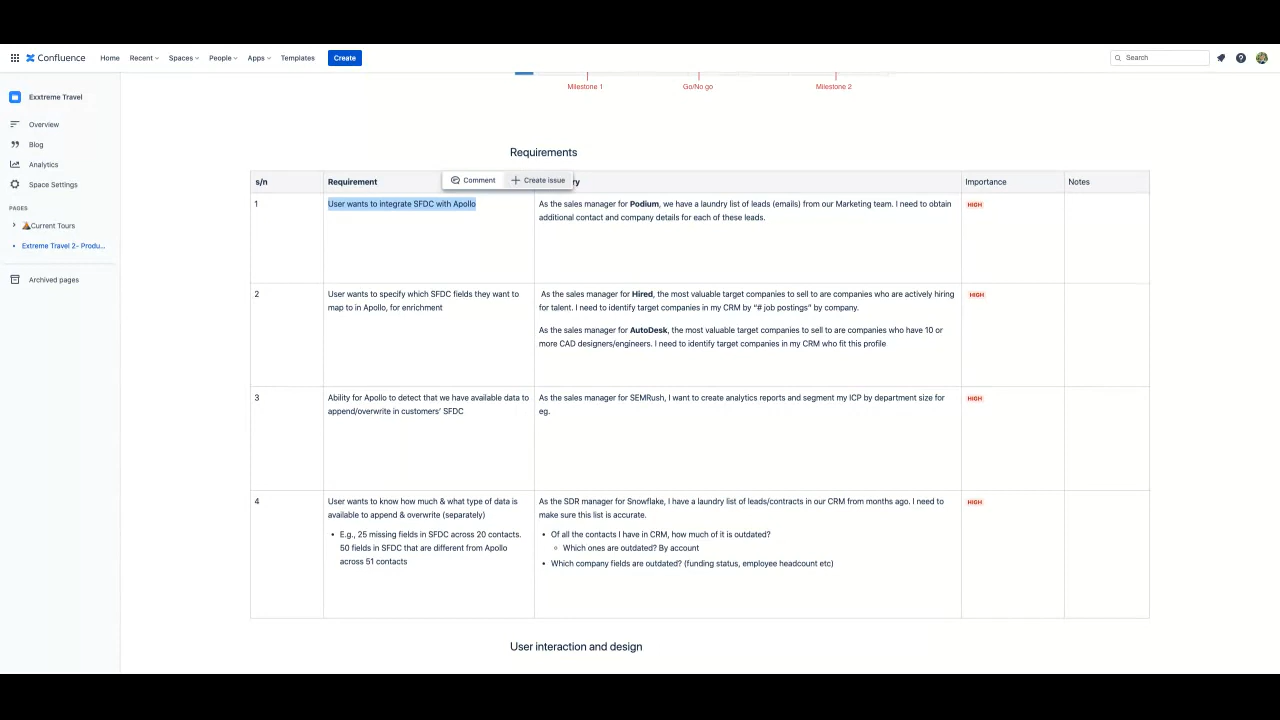 Confluence
Home
Recent
Spaces
People
Apps
Templates
Create
Search
Exxtreme Travel
Overview
Blog
Analytics
Space Settings
PAGES
Current Tours
Extreme Travel 2- Produ...
Archived pages
Milestone 1
Go/No go
Milestone 2
Requirements
s/n
Requirement
Comment
Create issue
ry
Importance
Notes
1
User wants to integrate SFDC with Apollo
As the sales manager for Podium, we have a laundry list of leads (emails) from our Marketing team. I need to obtain
additional contact and company details for each of these leads.
HIGH
2
User wants to specify which SFDC fields they want to
map to in Apollo, for enrichment
As the sales manager for Hired, the most valuable target companies to sell to are companies who are actively hiring
for talent. I need to identify target companies in my CRM by “# job postings” by company.
As the sales manager for AutoDesk, the most valuable target companies to sell to are companies who have 10 or
more CAD designers/engineers. I need to identify target companies in my CRM who fit this profile
HIGH
3
Ability for Apollo to detect that we have available data to
append/overwrite in customers’ SFDC
As the sales manager for SEMRush, I want to create analytics reports and segment my ICP by department size for
eg.
HIGH
4
User wants to know how much & what type of data is
available to append & overwrite (separately)
• E.g., 25 missing fields in SFDC across 20 contacts.
50 fields in SFDC that are different from Apollo
across 51 contacts
As the SDR manager for Snowflake, I have a laundry list of leads/contracts in our CRM from months ago. I need to
make sure this list is accurate.
• Of all the contacts I have in CRM, how much of it is outdated?
◦ Which ones are outdated? By account
• Which company fields are outdated? (funding status, employee headcount etc)
HIGH
User interaction and design